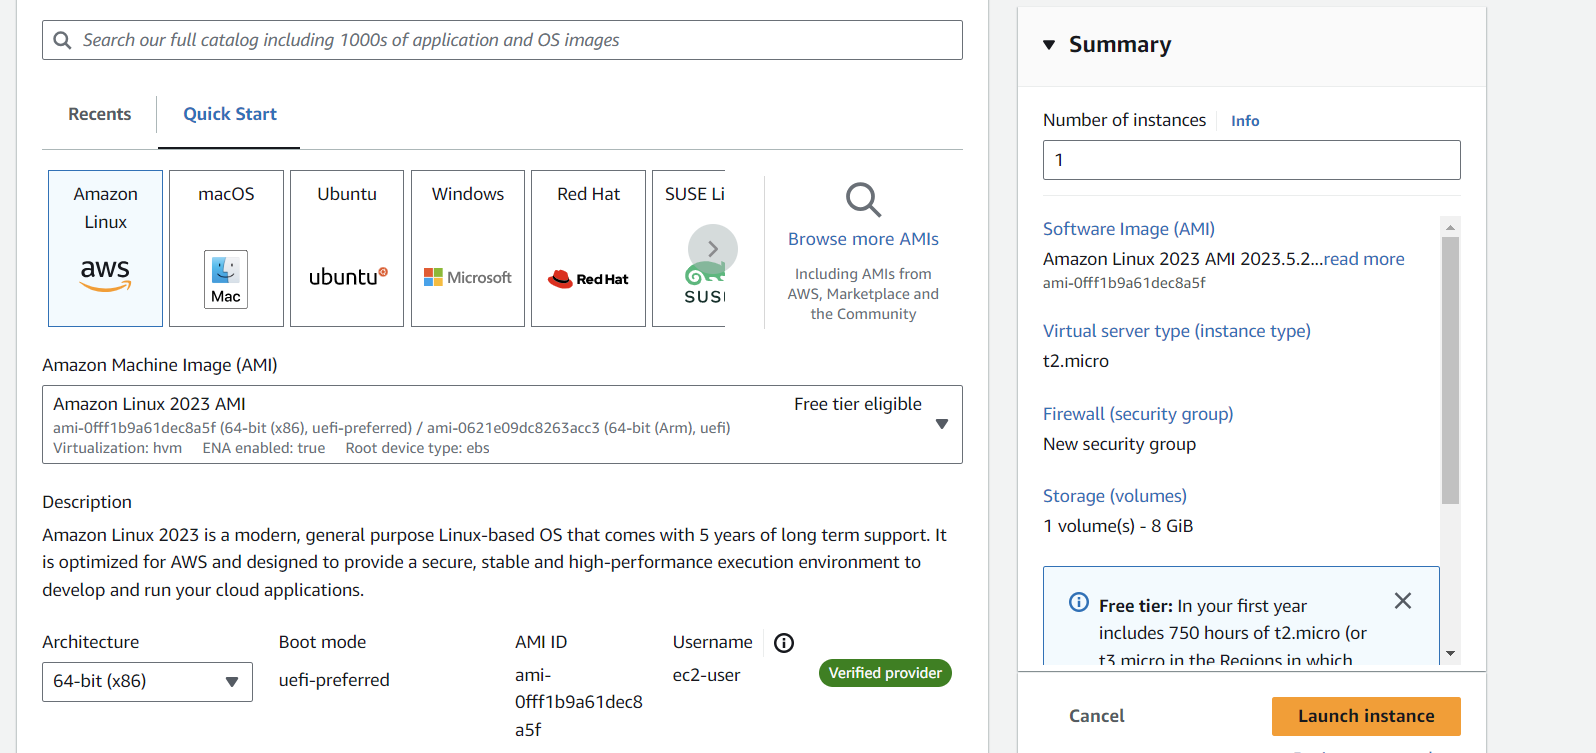 Search our full catalog including 1000s of application and OS images
Recents
Quick Start
Amazon
Linux
aws
macOS
Mac
Ubuntu
ubuntu
Windows
Microsoft
Red Hat
Red Hat
SUSE Li
SUS
Browse more AMIs
Including AMIs from
AWS, Marketplace and
the Community
Amazon Machine Image (AMI)
Amazon Linux 2023 AMI
Free tier eligible
ami-0fff1b9a61dec8a5f (64-bit (x86), uefi-preferred) / ami-0621e09dc8263acc3 (64-bit (Arm), uefi)
Virtualization: hvm ENA enabled: true Root device type: ebs
Description
Amazon Linux 2023 is a modern, general purpose Linux-based OS that comes with 5 years of long term support. It
is optimized for AWS and designed to provide a secure, stable and high-performance execution environment to
develop and run your cloud applications.
Architecture
64-bit (x86)
Boot mode
uefi-preferred
AMI ID
ami-
0fff1b9a61dec8
a5f
Username
ec2-user
Verified provider
Summary
Number of instances
Info
1
Software Image (AMI)
Amazon Linux 2023 AMI 2023.5.2...read more
ami-0fff1b9a61dec8a5f
Virtual server type (instance type)
t2.micro
Firewall (security group)
New security group
Storage (volumes)
1 volume(s) - 8 GiB
Free tier: In your first year
includes 750 hours of t2.micro (or
t3.micro in the Regions in which
Cancel
Launch instance